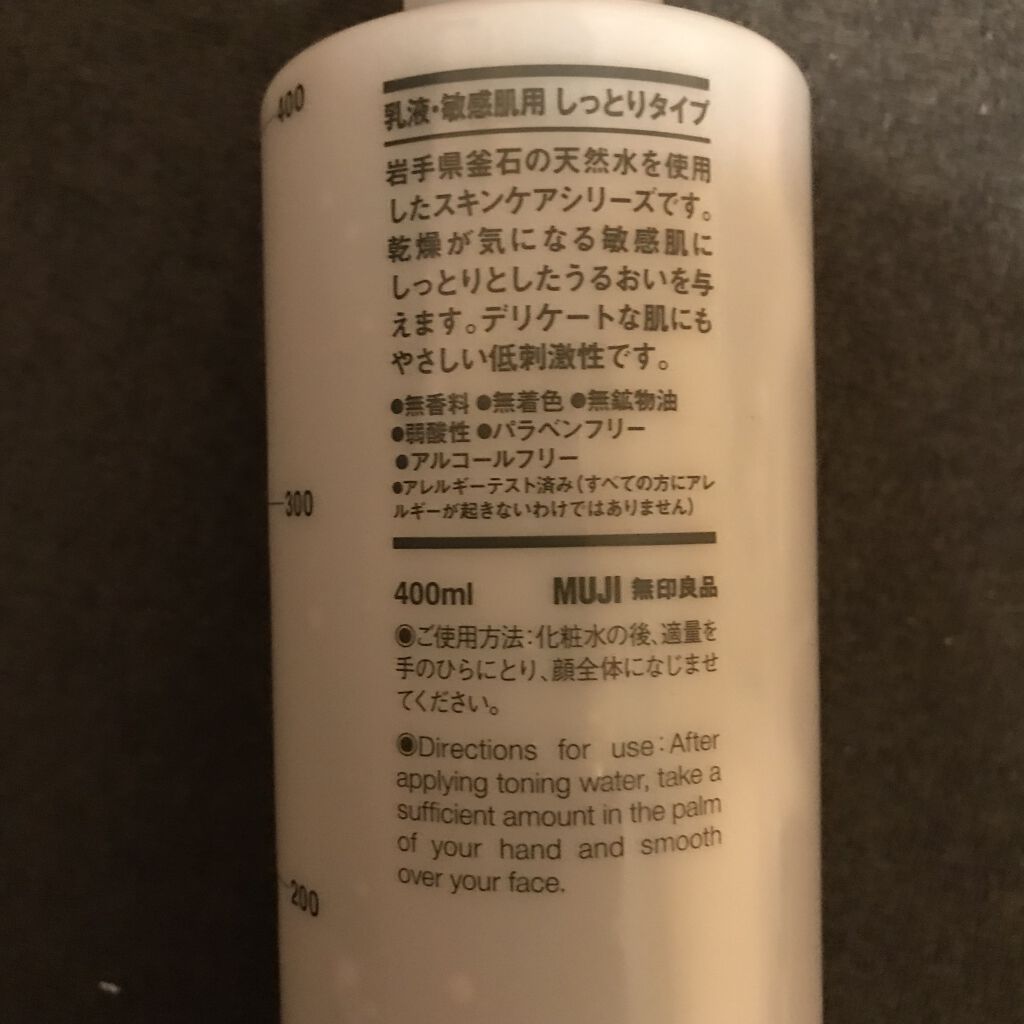 400
乳液・敏感肌用 しっとりタイプ
岩手県釜石の天然水を使用
したスキンケアシリーズです。
乾燥が気になる敏感肌に
しっとりとしたうるおいを与
えます。デリケートな肌にも
やさしい低刺激性です。
●無香料 ●無着色 ●無鉱物油
●弱酸性 ●パラベンフリー
●アルコールフリー
●アレルギーテスト済み(すべての方にアレ
ルギーが起きないわけではありません)
300
400ml MUJI 無印良品
◉ご使用方法:化粧水の後、適量を
手のひらにとり、顔全体になじませ
てください。
◉Directions for use:After
applying toning water, take a
sufficient amount in the palm
of your hand and smooth
over your face.
200